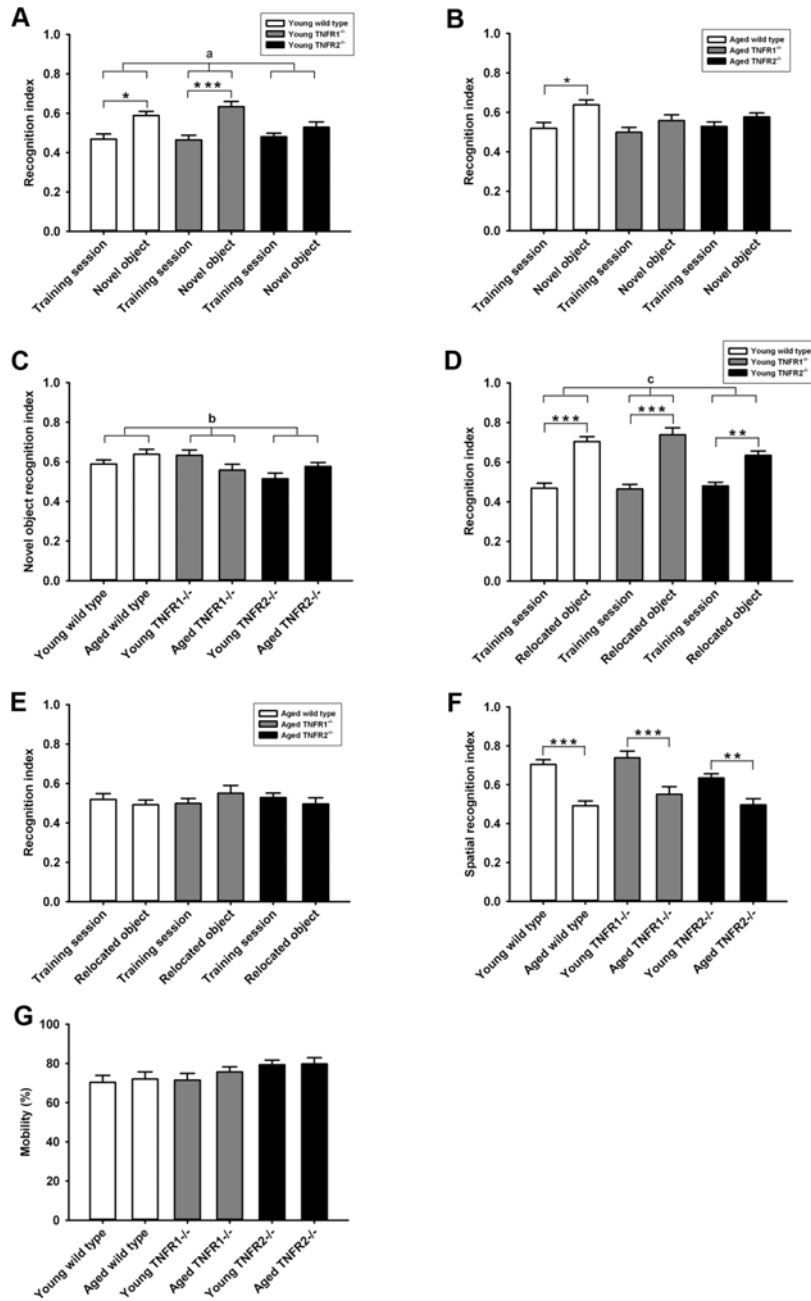 A
Young wild type
Young TNFR1-/-
Young TNFR2-/-
Recognition index
1.0
0.8
0.6
0.4
0.2
0.0
a
*
***
Training session
Novel object
Training session
Novel object
Training session
Novel object
B
Aged wild type
Aged TNFR1-/-
Aged TNFR2-/-
Recognition index
1.0
0.8
0.6
0.4
0.2
0.0
*
Training session
Novel object
Training session
Novel object
Training session
Novel object
C
Novel object recognition index
1.0
0.8
0.6
0.4
0.2
0.0
b
Young wild type
Aged wild type
Young TNFR1-/-
Aged TNFR1-/-
Young TNFR2-/-
Aged TNFR2-/-
D
Young wild type
Young TNFR1-/-
Young TNFR2-/-
Recognition index
1.0
0.8
0.6
0.4
0.2
0.0
c
***
***
**
Training session
Relocated object
Training session
Relocated object
Training session
Relocated object
E
Aged wild type
Aged TNFR1-/-
Aged TNFR2-/-
Recognition index
1.0
0.8
0.6
0.4
0.2
0.0
Training session
Relocated object
Training session
Relocated object
Training session
Relocated object
F
Spatial recognition index
1.0
0.8
0.6
0.4
0.2
0.0
***
***
**
Young wild type
Aged wild type
Young TNFR1-/-
Aged TNFR1-/-
Young TNFR2-/-
Aged TNFR2-/-
G
Mobility (%)
100
80
60
40
20
0
Young wild type
Aged wild type
Young TNFR1-/-
Aged TNFR1-/-
Young TNFR2-/-
Aged TNFR2-/-